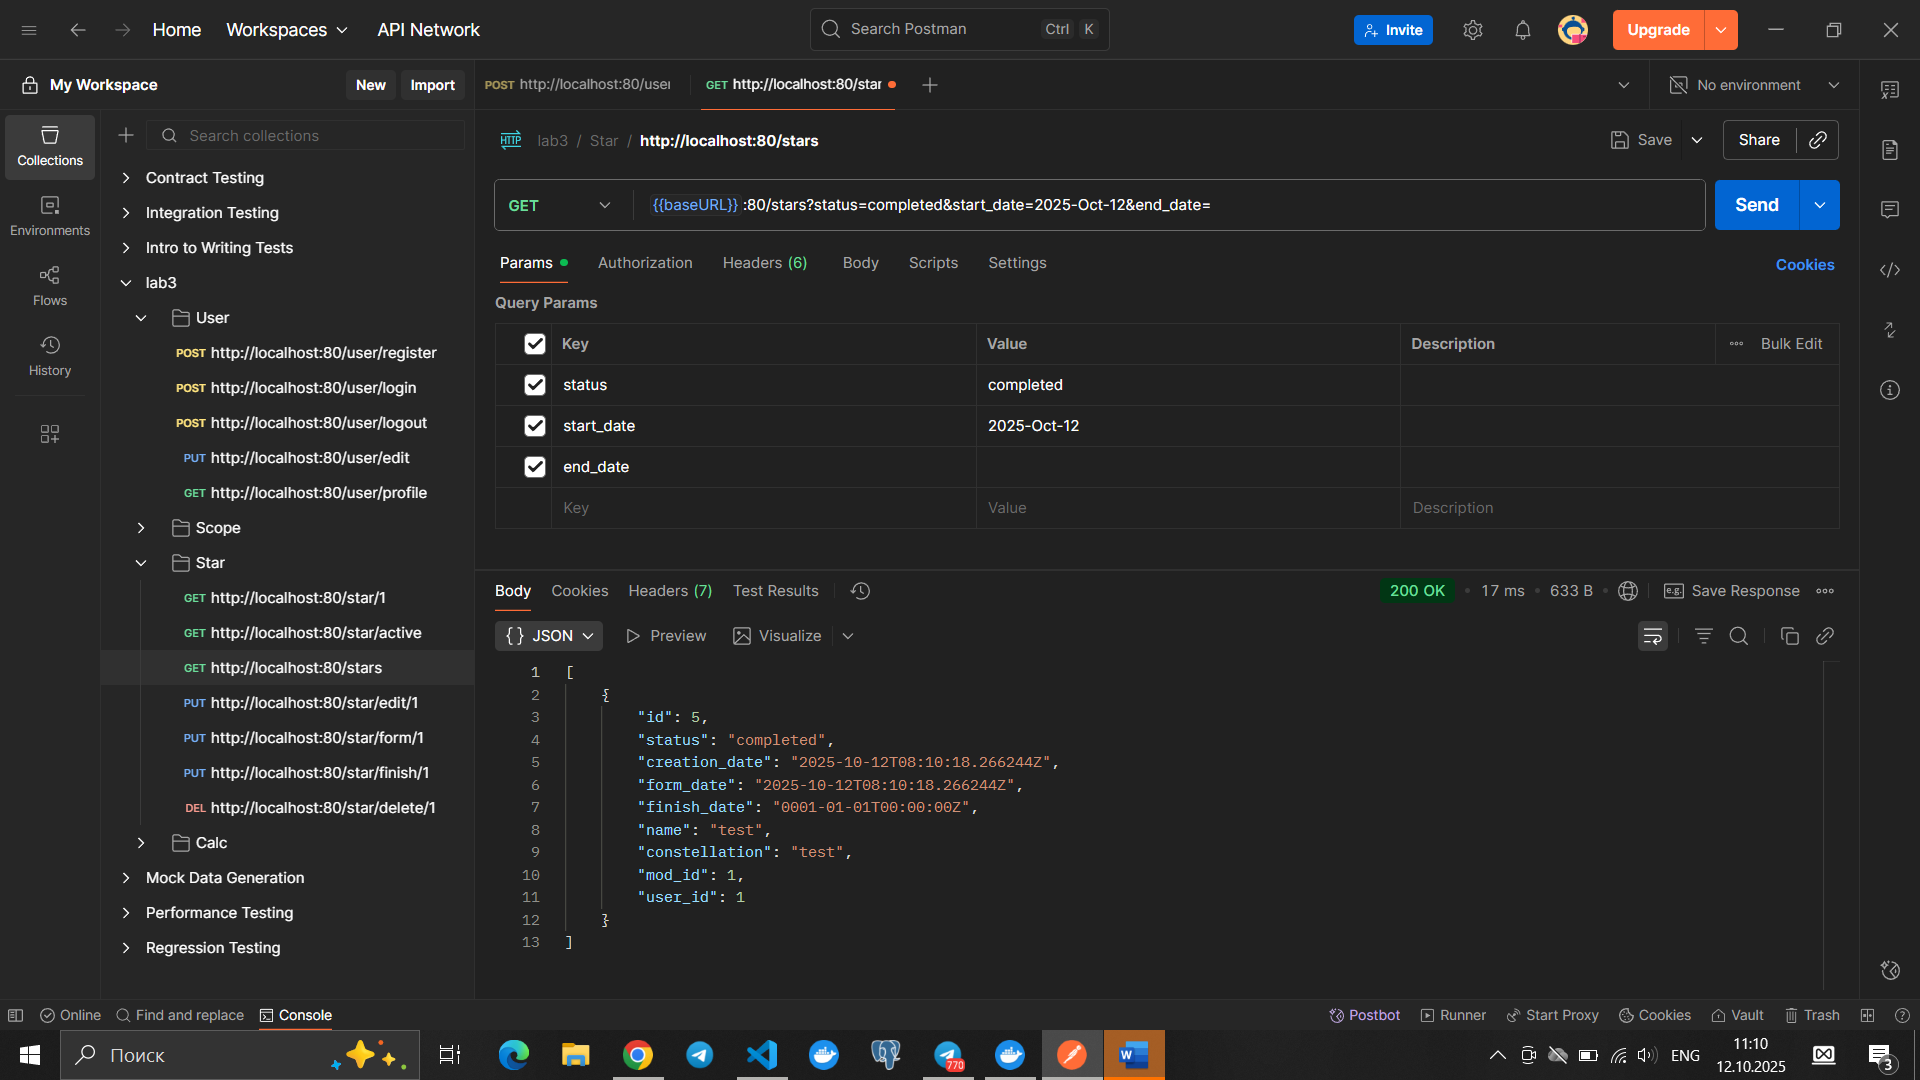 Home Workspaces API Network Search Postman Ctrl K Invite Upgrade
My Workspace New Import POST http://localhost:80/user GET http://localhost:80/star No environment
Search collections
HTTP lab3 / Star / http://localhost:80/stars Save Share
Collections
Environments
Flows
History
Contract Testing
Integration Testing
Intro to Writing Tests
lab3
User
POST http://localhost:80/user/register
POST http://localhost:80/user/login
POST http://localhost:80/user/logout
PUT http://localhost:80/user/edit
GET http://localhost:80/user/profile
Scope
Star
GET http://localhost:80/star/1
GET http://localhost:80/star/active
GET http://localhost:80/stars
PUT http://localhost:80/star/edit/1
PUT http://localhost:80/star/form/1
PUT http://localhost:80/star/finish/1
DEL http://localhost:80/star/delete/1
Calc
Mock Data Generation
Performance Testing
Regression Testing
GET {{baseURL}} :80/stars?status=completed&start_date=2025-Oct-12&end_date= Send
Params Authorization Headers (6) Body Scripts Settings Cookies
Query Params
Key Value Description Bulk Edit
status completed
start_date 2025-Oct-12
end_date
Key Value Description
Body Cookies Headers (7) Test Results 200 OK • 17 ms • 633 B e.g. Save Response
{} JSON Preview Visualize
1 [
2 {
3 "id": 5,
4 "status": "completed",
5 "creation_date": "2025-10-12T08:10:18.266244Z",
6 "form_date": "2025-10-12T08:10:18.266244Z",
7 "finish_date": "0001-01-01T00:00:00Z",
8 "name": "test",
9 "constellation": "test",
10 "mod_id": 1,
11 "user_id": 1
12 }
13 ]
Online Find and replace Console Postbot Runner Start Proxy Cookies Vault Trash
Поиск 770 W ENG 11:10
12.10.2025 3